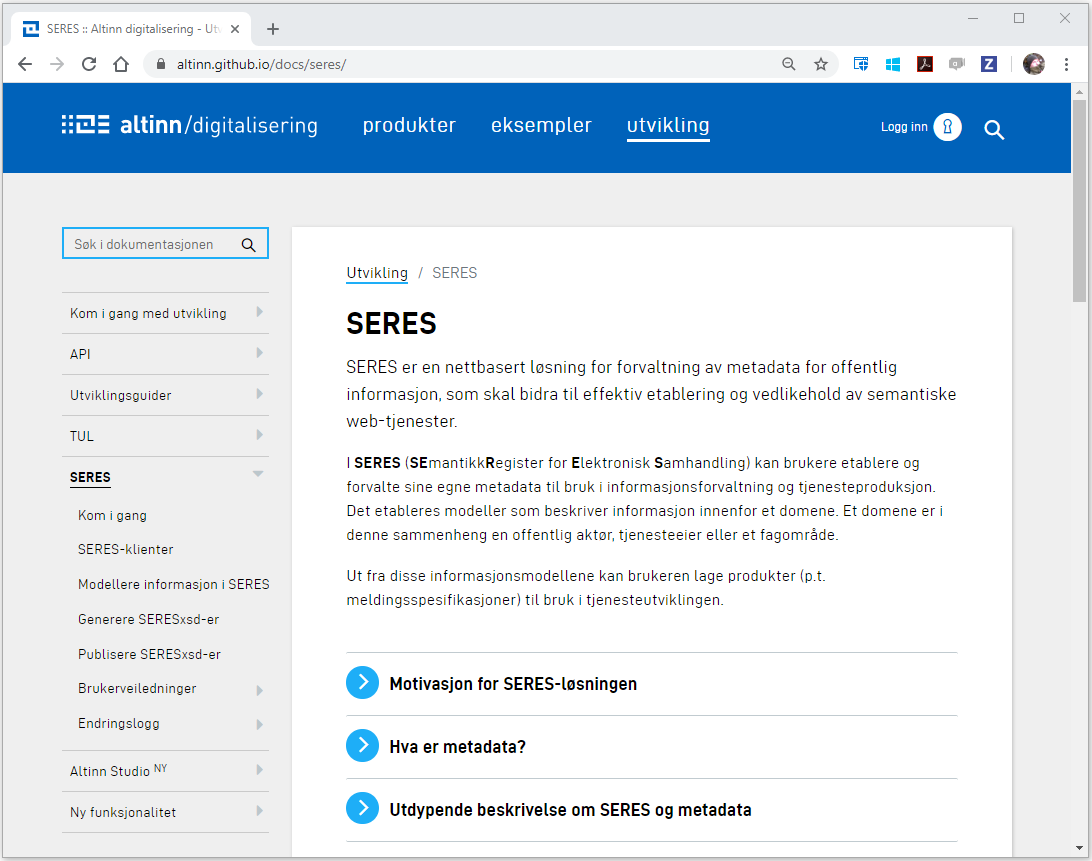 SERES :: Altinn digitalisering - Ut
altinn.github.io/docs/seres/
Z
altinn/digitalisering
produkter
eksempler
utvikling
Logg inn
Søk i dokumentasjonen
Kom i gang med utvikling
API
Utviklingsguider
TUL
SERES
Kom i gang
SERES-klienter
Modellere informasjon i SERES
Generere SERESxsd-er
Publisere SERESxsd-er
Brukerveiledninger
Endringslogg
Altinn Studio NY
Ny funksjonalitet
Utvikling / SERES
SERES
SERES er en nettbasert løsning for forvaltning av metadata for offentlig
informasjon, som skal bidra til effektiv etablering og vedlikehold av semantiske
web-tjenester.
I SERES (SEmantikkRegister for Elektronisk Samhandling) kan brukere etablere og
forvalte sine egne metadata til bruk i informasjonsforvaltning og tjenesteproduksjon.
Det etableres modeller som beskriver informasjon innenfor et domene. Et domene er i
denne sammenheng en offentlig aktør, tjenesteeier eller et fagområde.
Ut fra disse informasjonsmodellene kan brukeren lage produkter (p.t.
meldingsspesifikasjoner) til bruk i tjenesteutviklingen.
Motivasjon for SERES-løsningen
Hva er metadata?
Utdypende beskrivelse om SERES og metadata